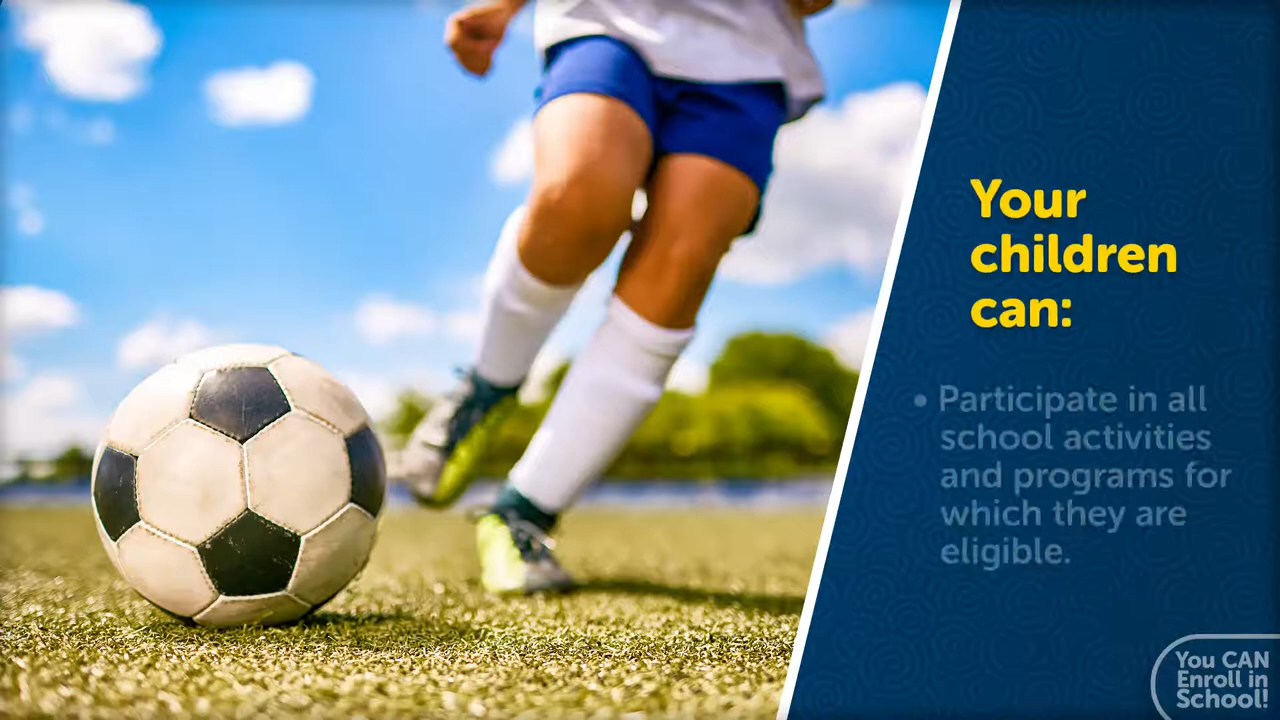 Your
children
can:
• Participate in all
school activities
and programs for
which they are
eligible.
You CAN
Enroll in
School!